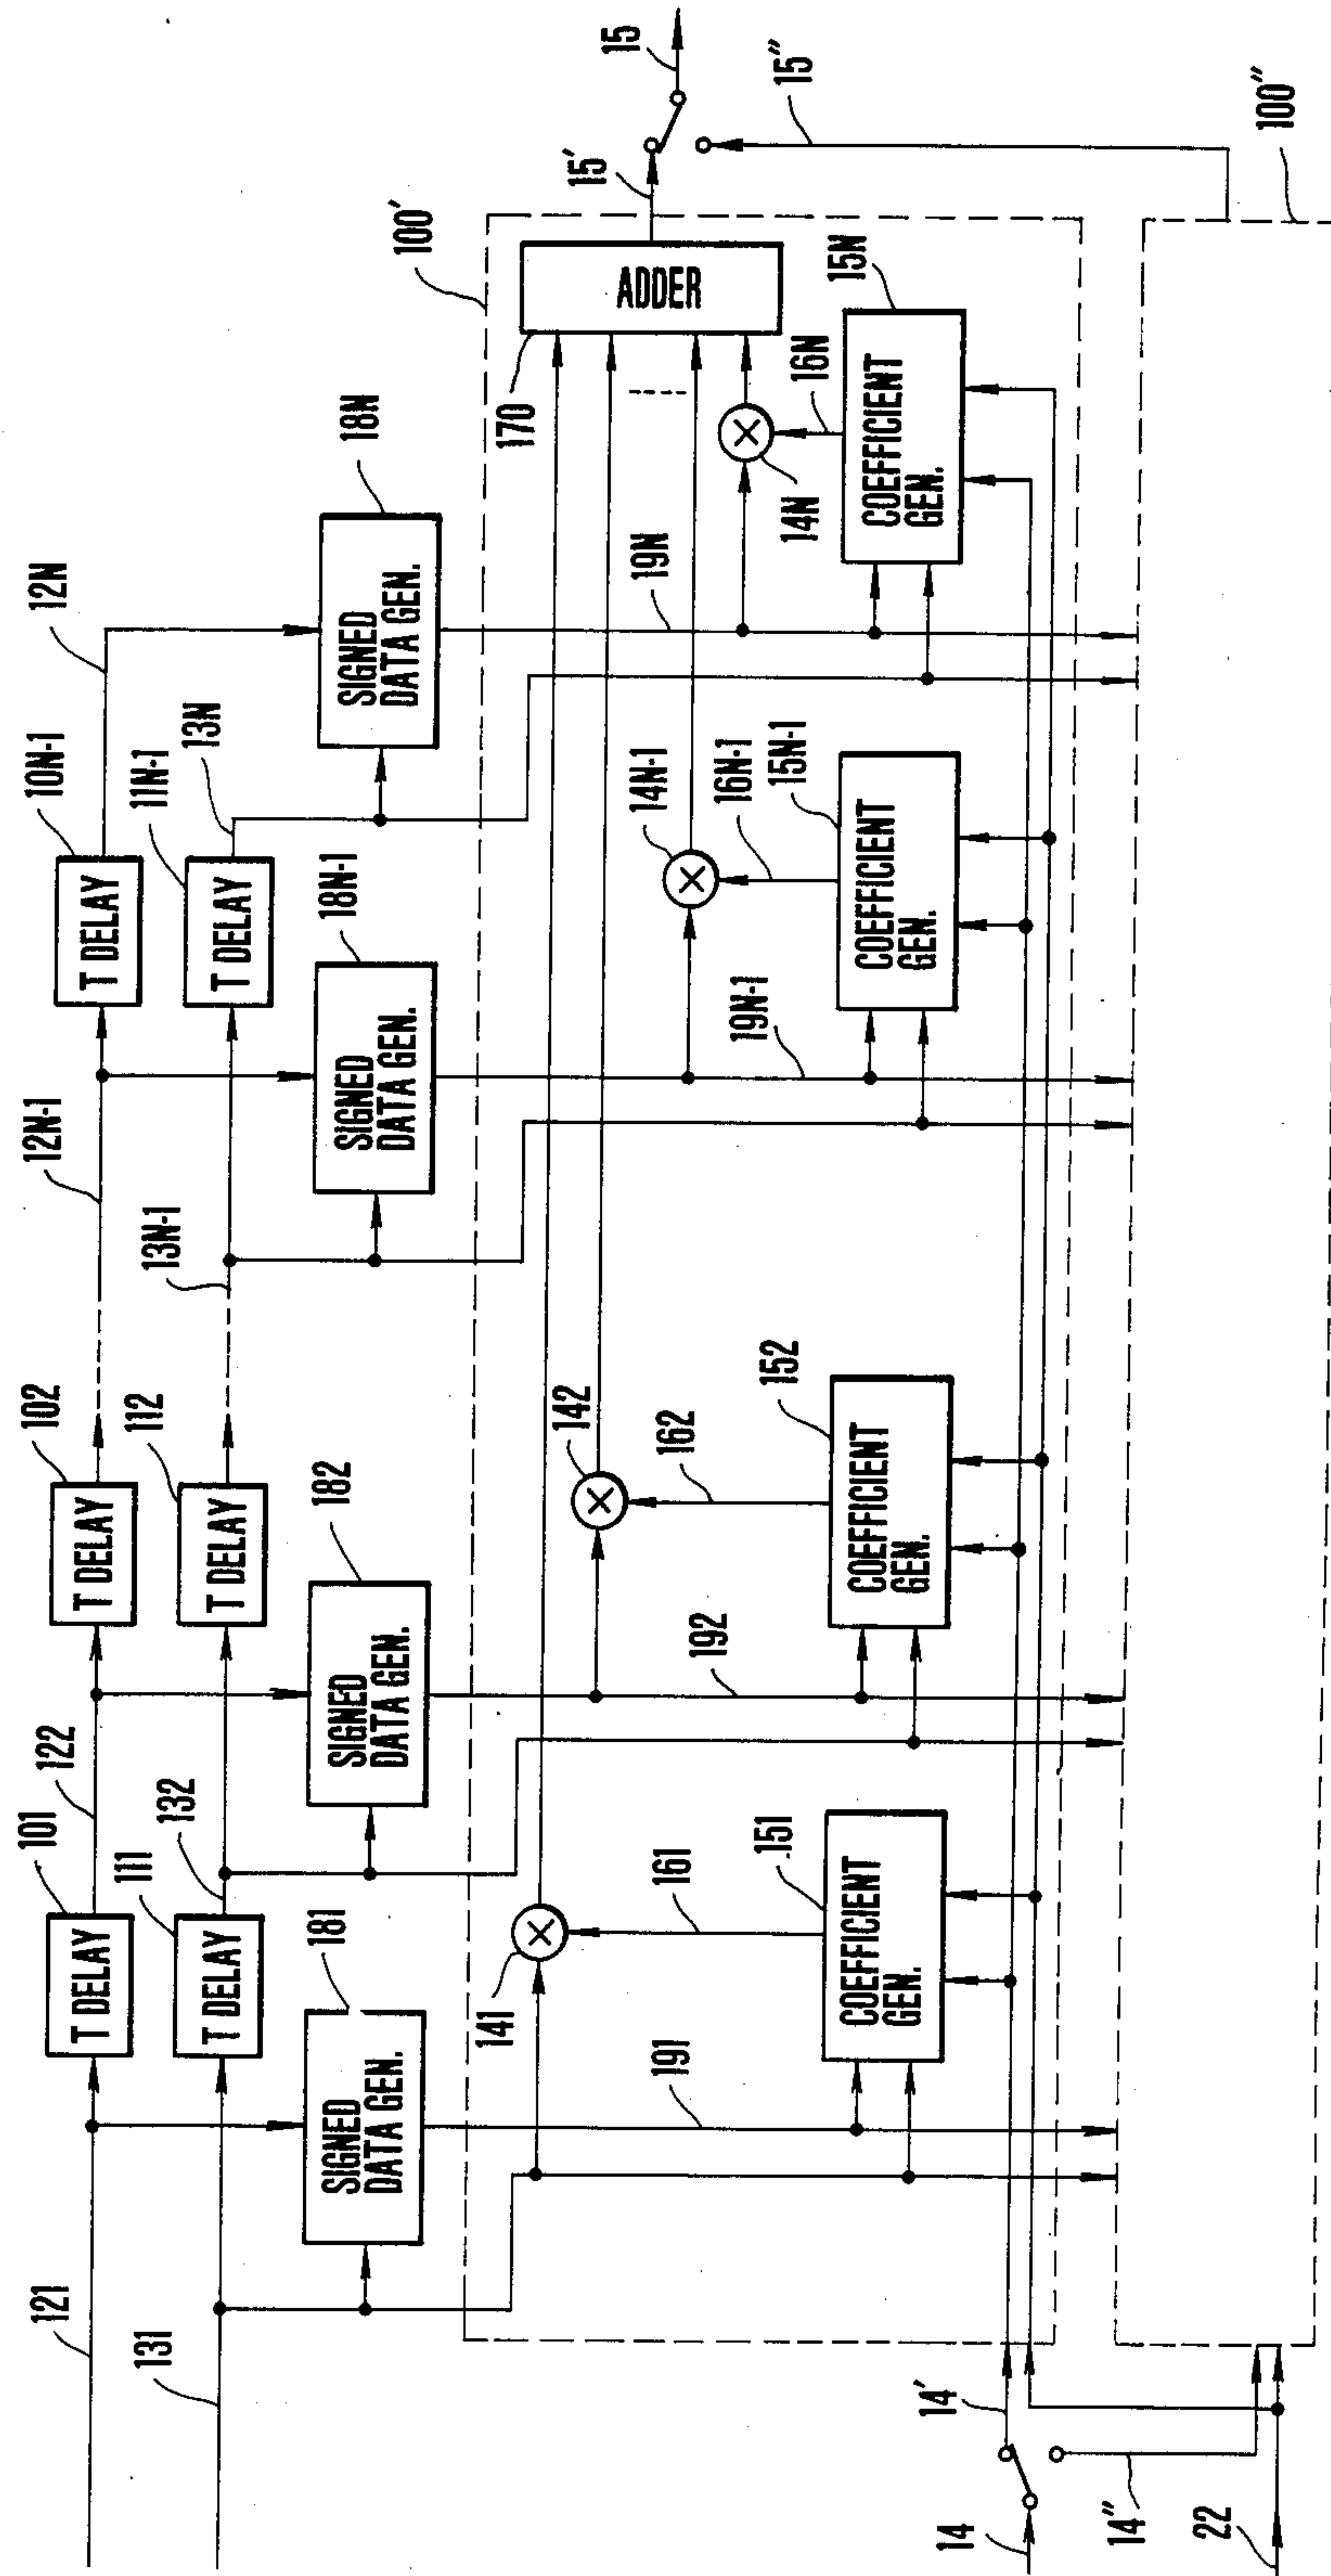 121
101
122
102
12N-1
10N-1
12N
T DELAY
T DELAY
T DELAY
131
111
132
112
13N-1
11N-1
13N
T DELAY
T DELAY
T DELAY
181
182
18N-1
18N
SIGNED
DATA GEN.
SIGNED
DATA GEN.
SIGNED
DATA GEN.
SIGNED
DATA GEN.
100'
170
ADDER
15'
15
15"
141
142
14N-1
14N
191
161
151
192
162
152
19N-1
16N-1
15N-1
19N
16N
15N
COEFFICIENT
GEN.
COEFFICIENT
GEN.
COEFFICIENT
GEN.
COEFFICIENT
GEN.
14
14'
14"
22
100"